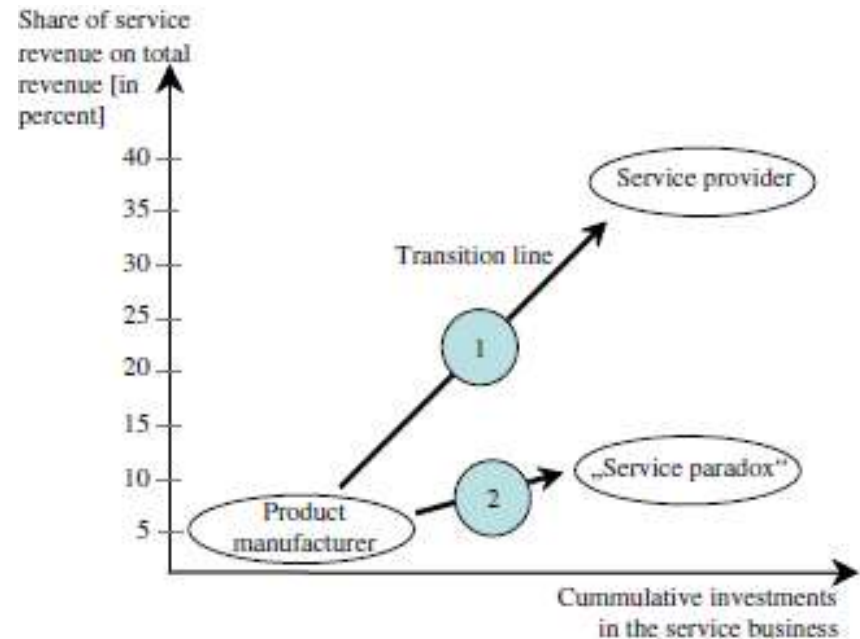 Share of service
revenue on total
revenue [in
percent]
40
35
30
25
20
15
10
5
Service provider
Transition line
1
„Service paradox“
2
Product
manufacturer
Cummulative investments
in the service business